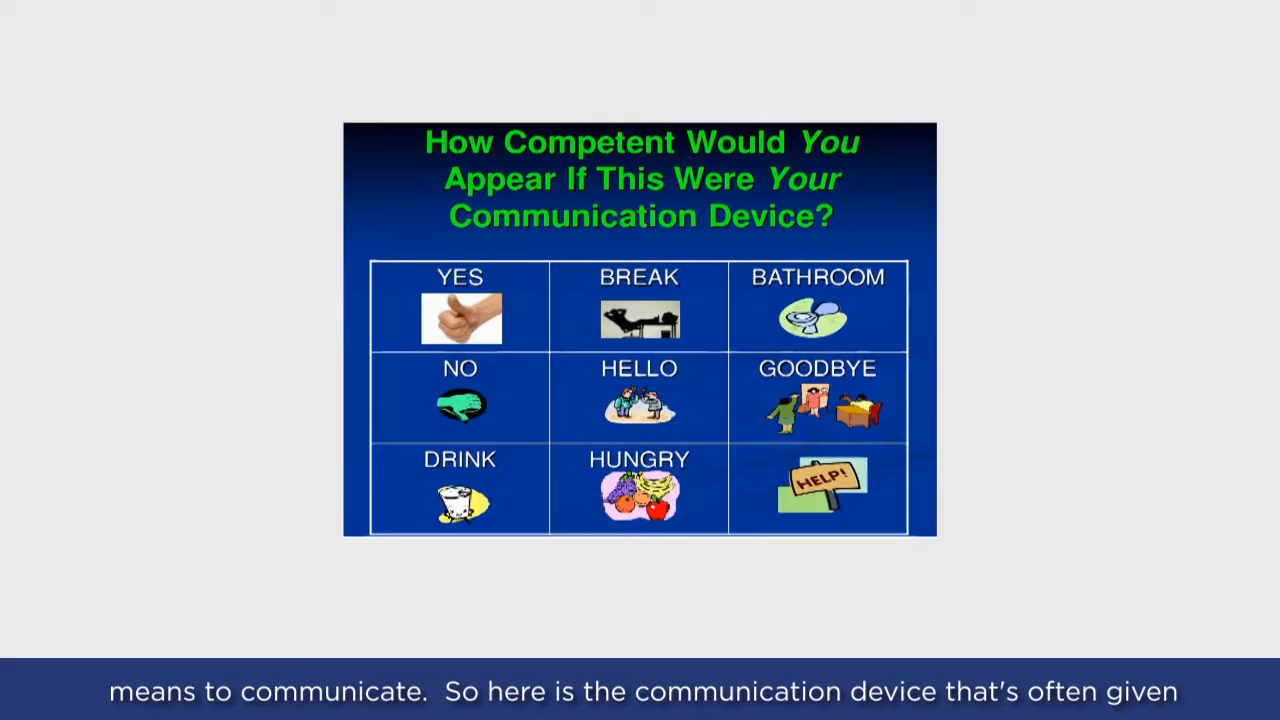 How Competent Would You
Appear If This Were Your
Communication Device?
YES
BREAK
BATHROOM
NO
HELLO
GOODBYE
DRINK
HUNGRY
HELP!
means to communicate. So here is the communication device that's often given